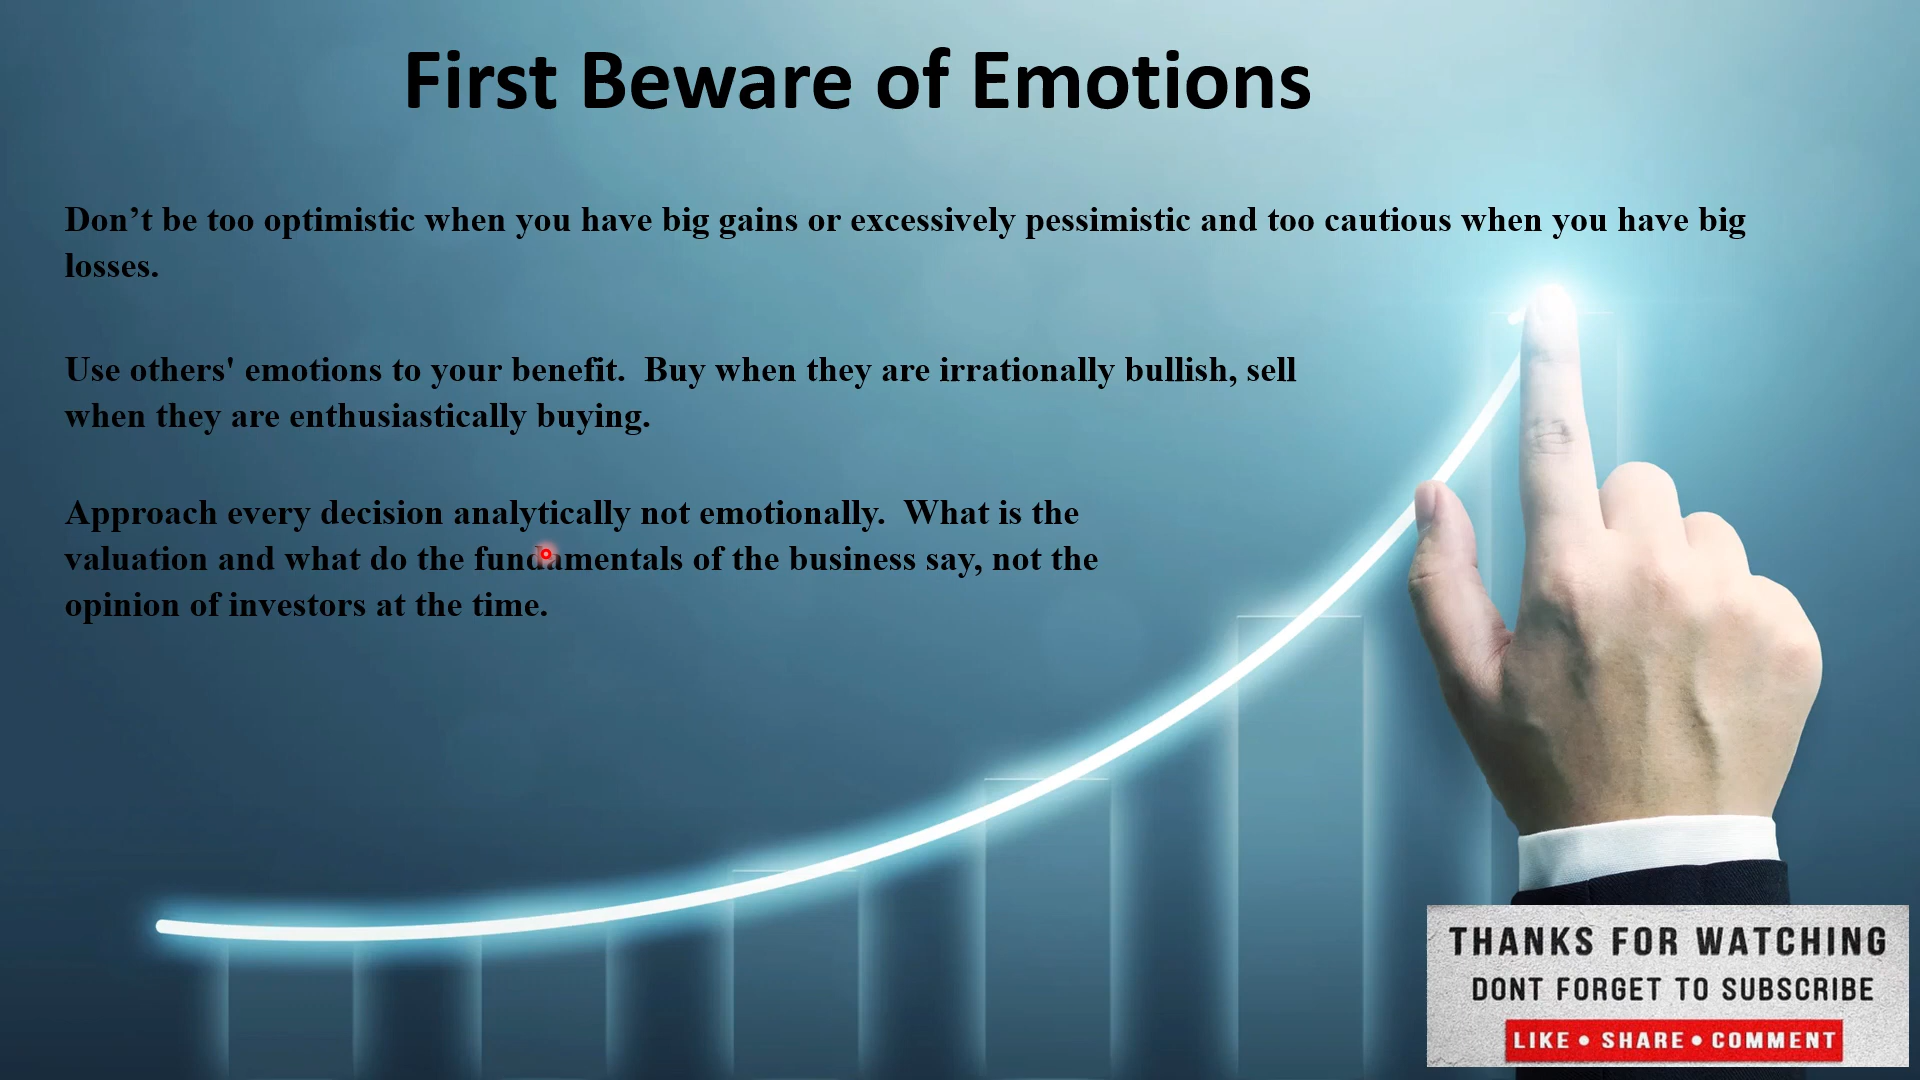 First Beware of Emotions
Don’t be too optimistic when you have big gains or excessively pessimistic and too cautious when you have big
losses.
Use others' emotions to your benefit.  Buy when they are irrationally bullish, sell
when they are enthusiastically buying.
Approach every decision analytically not emotionally.  What is the
valuation and what do the fundamentals of the business say, not the
opinion of investors at the time.
THANKS FOR WATCHING
DONT FORGET TO SUBSCRIBE
LIKE • SHARE • COMMENT